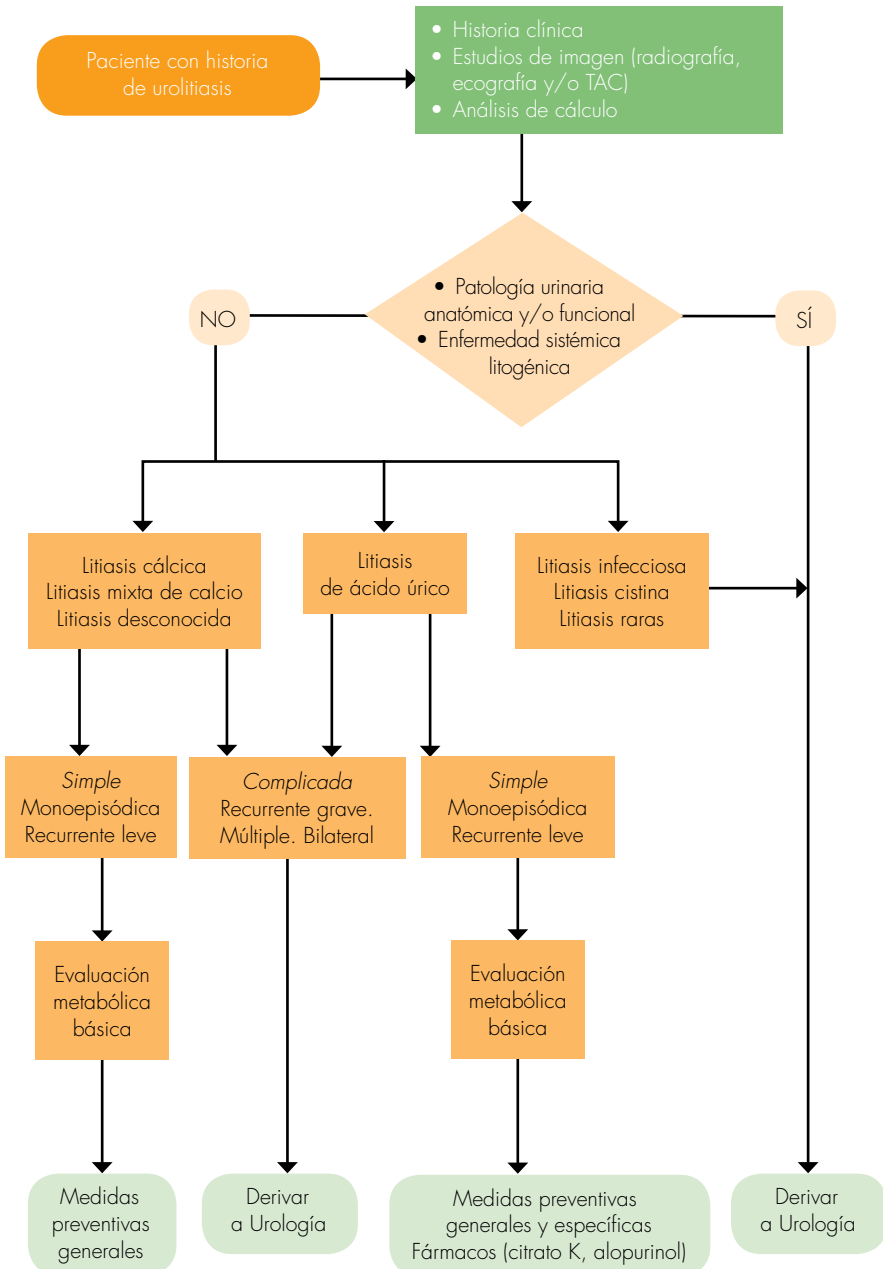 Paciente con historia
de urolitiasis
• Historia clínica
• Estudios de imagen (radiografía,
ecografía y/o TAC)
• Análisis de cálculo
• Patología urinaria
anatómica y/o funcional
• Enfermedad sistémica
litogénica
NO
SÍ
Litiasis cálcica
Litiasis mixta de calcio
Litiasis desconocida
Litiasis
de ácido úrico
Litiasis infecciosa
Litiasis cistina
Litiasis raras
Simple
Monoepisódica
Recurrente leve
Complicada
Recurrente grave.
Múltiple. Bilateral
Simple
Monoepisódica
Recurrente leve
Evaluación
metabólica
básica
Evaluación
metabólica
básica
Medidas
preventivas
generales
Derivar
a Urología
Medidas preventivas
generales y específicas
Fármacos (citrato K, alopurinol)
Derivar
a Urología